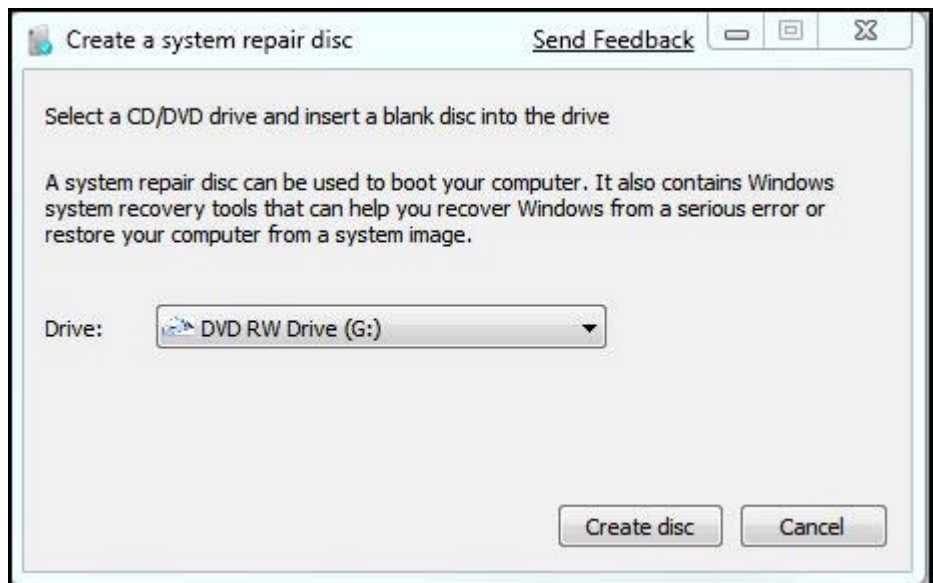 Create a system repair disc
Send Feedback
Select a CD/DVD drive and insert a blank disc into the drive
A system repair disc can be used to boot your computer. It also contains Windows
system recovery tools that can help you recover Windows from a serious error or
restore your computer from a system image.
Drive:
DVD RW Drive (G:)
Create disc
Cancel